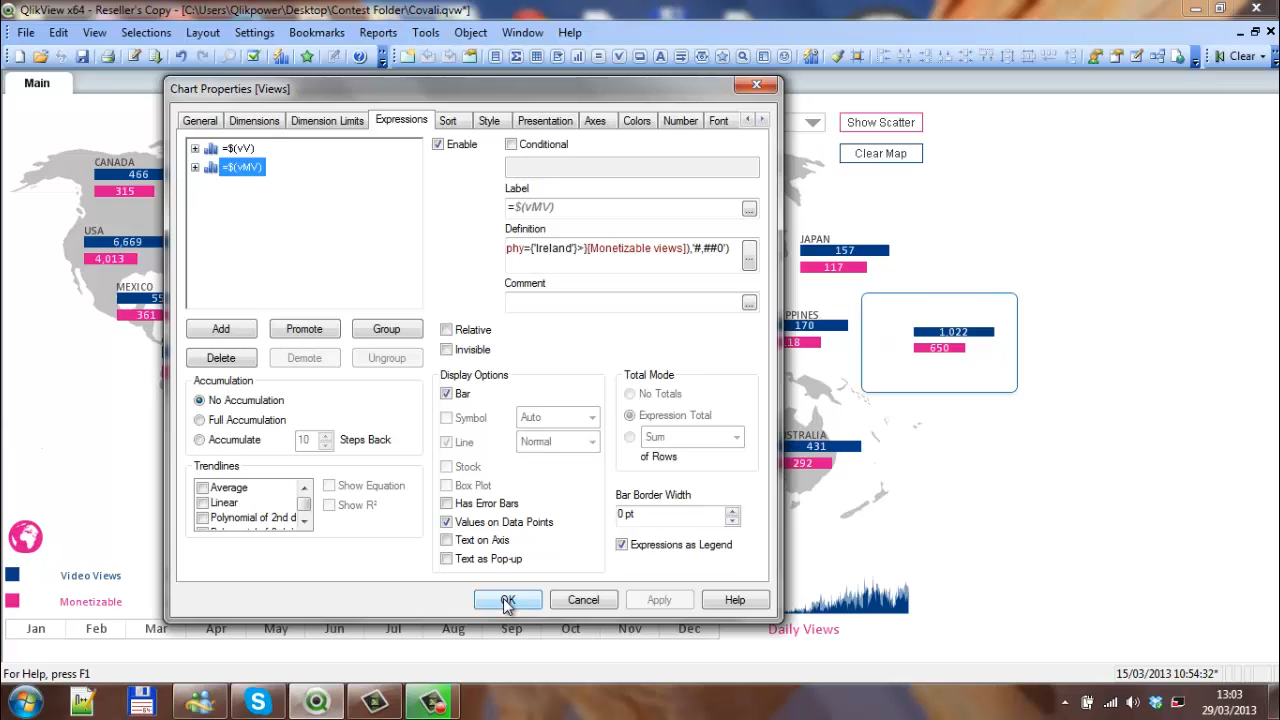 QlikView x64 - Reseller's Copy - [C:\Users\Qlikpower\Desktop\Contest Folder\Covali.qvw*]
File Edit View Selections Layout Settings Bookmarks Reports Tools Object Window Help
Clear
Main
Chart Properties [Views]
General Dimensions Dimension Limits Expressions Sort Style Presentation Axes Colors Number Font
=$(vV)
=$(vMV)
Enable
Conditional
Label
=$(vMV)
...
Definition
phy={'Ireland'}>}[Monetizable views]),'#,##0')
...
Comment
...
Add Promote Group
Delete Demote Ungroup
Relative
Invisible
Accumulation
No Accumulation
Full Accumulation
Accumulate 10 Steps Back
Trendlines
Average
Linear
Polynomial of 2nd d
Show Equation
Show R²
Display Options
Bar
Symbol Auto
Line Normal
Stock
Box Plot
Has Error Bars
Values on Data Points
Text on Axis
Text as Pop-up
Total Mode
No Totals
Expression Total
Sum
of Rows
Bar Border Width
0 pt
Expressions as Legend
OK Cancel Apply Help
Show Scatter
Clear Map
CANADA
466
315
USA
6,669
4,013
MEXICO
55
361
JAPAN
157
117
PPINES
170
118
1,022
650
STRALIA
431
292
Video Views
Monetizable
Jan Feb Mar Apr May Jun Jul Aug Sep Oct Nov Dec
Daily Views
For Help, press F1
15/03/2013 10:54:32*
13:03
29/03/2013